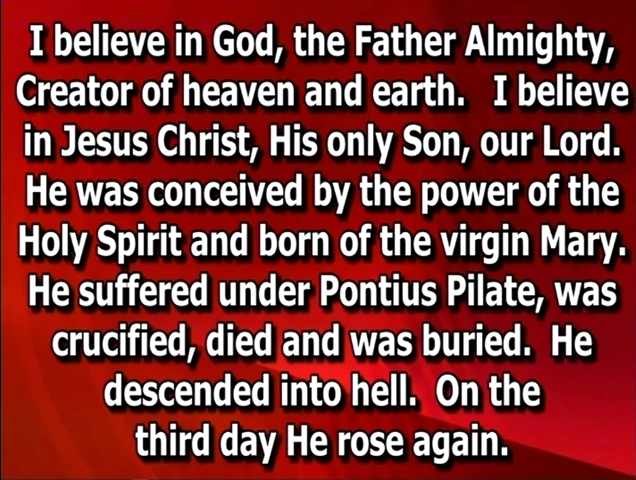 I believe in God, the Father Almighty,
Creator of heaven and earth. I believe
in Jesus Christ, His only Son, our Lord.
He was conceived by the power of the
Holy Spirit and born of the virgin Mary.
He suffered under Pontius Pilate, was
crucified, died and was buried. He
descended into hell. On the
third day He rose again.